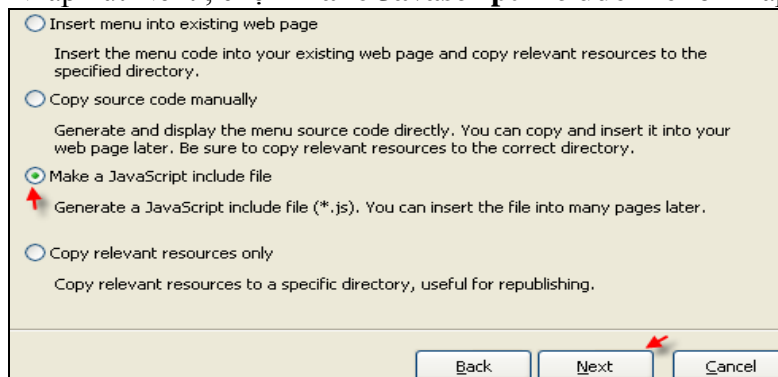 Insert menu into existing web page
Insert the menu code into your existing web page and copy relevant resources to the
specified directory.
Copy source code manually
Generate and display the menu source code directly. You can copy and insert it into your
web page later. Be sure to copy relevant resources to the correct directory.
Make a JavaScript include file
Generate a JavaScript include file (*.js). You can insert the file into many pages later.
Copy relevant resources only
Copy relevant resources to a specific directory, useful for republishing.
Back Next Cancel